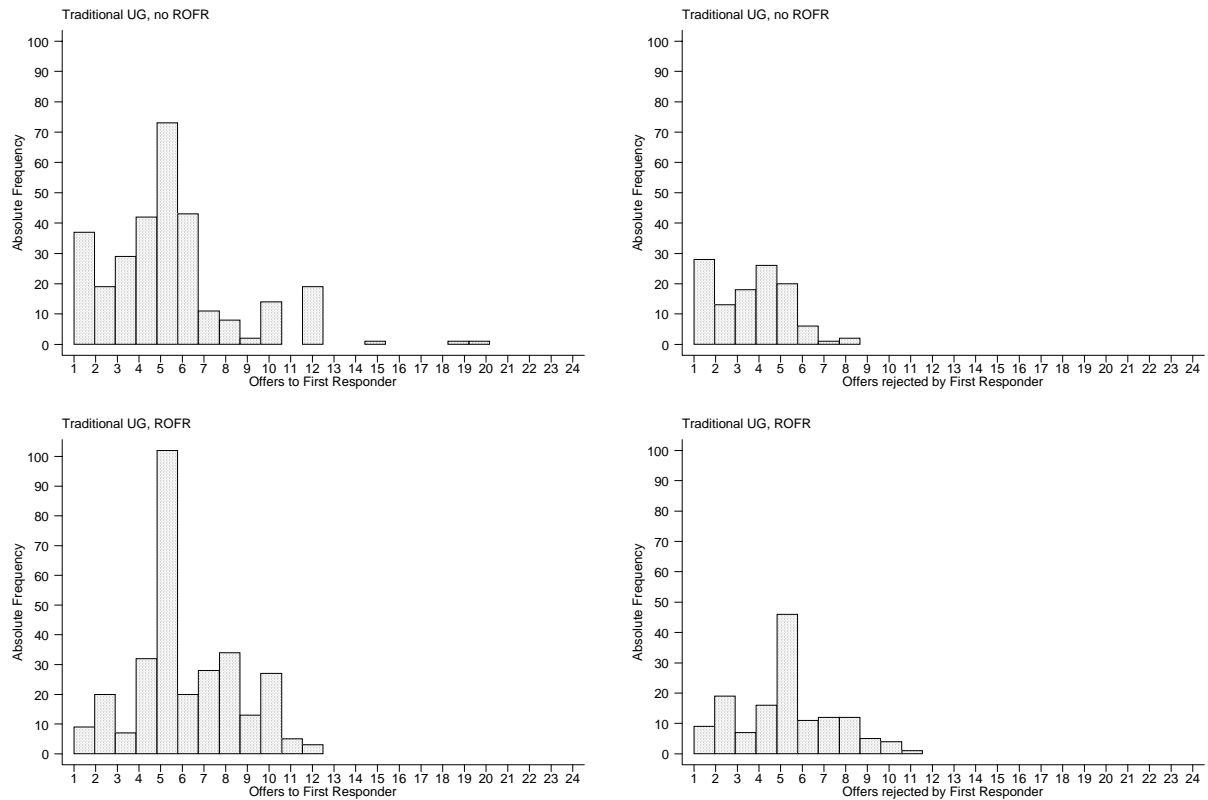 Traditional UG, no ROFR
100
90
80
70
60
50
40
30
20
10
0
Absolute Frequency
1 2 3 4 5 6 7 8 9 10 11 12 13 14 15 16 17 18 19 20 21 22 23 24
Offers to First Responder
Traditional UG, no ROFR
100
90
80
70
60
50
40
30
20
10
0
Absolute Frequency
1 2 3 4 5 6 7 8 9 10 11 12 13 14 15 16 17 18 19 20 21 22 23 24
Offers rejected by First Responder
Traditional UG, ROFR
100
90
80
70
60
50
40
30
20
10
0
Absolute Frequency
1 2 3 4 5 6 7 8 9 10 11 12 13 14 15 16 17 18 19 20 21 22 23 24
Offers to First Responder
Traditional UG, ROFR
100
90
80
70
60
50
40
30
20
10
0
Absolute Frequency
1 2 3 4 5 6 7 8 9 10 11 12 13 14 15 16 17 18 19 20 21 22 23 24
Offers rejected by First Responder